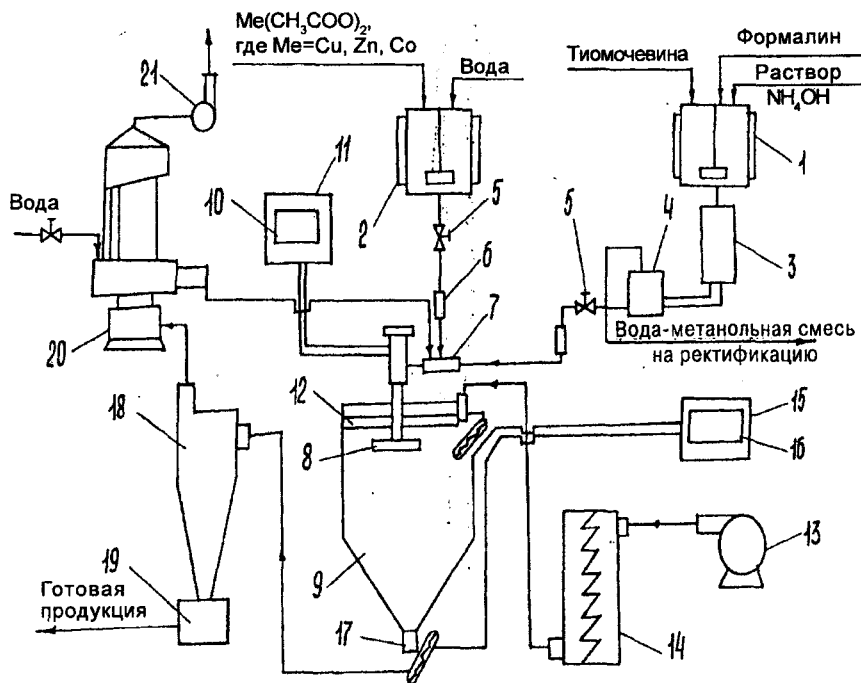 Me(CH₃COO)₂,
где Me=Cu, Zn, Co
Вода
Тиомочевина
Формалин
Раствор
NH₄OH
21
11
10
2
5
1
Вода
4
5
3
6
7
Вода-метанольная смесь
на ректификацию
20
12
18
8
15
16
13
19
Готовая
продукция
9
17
14